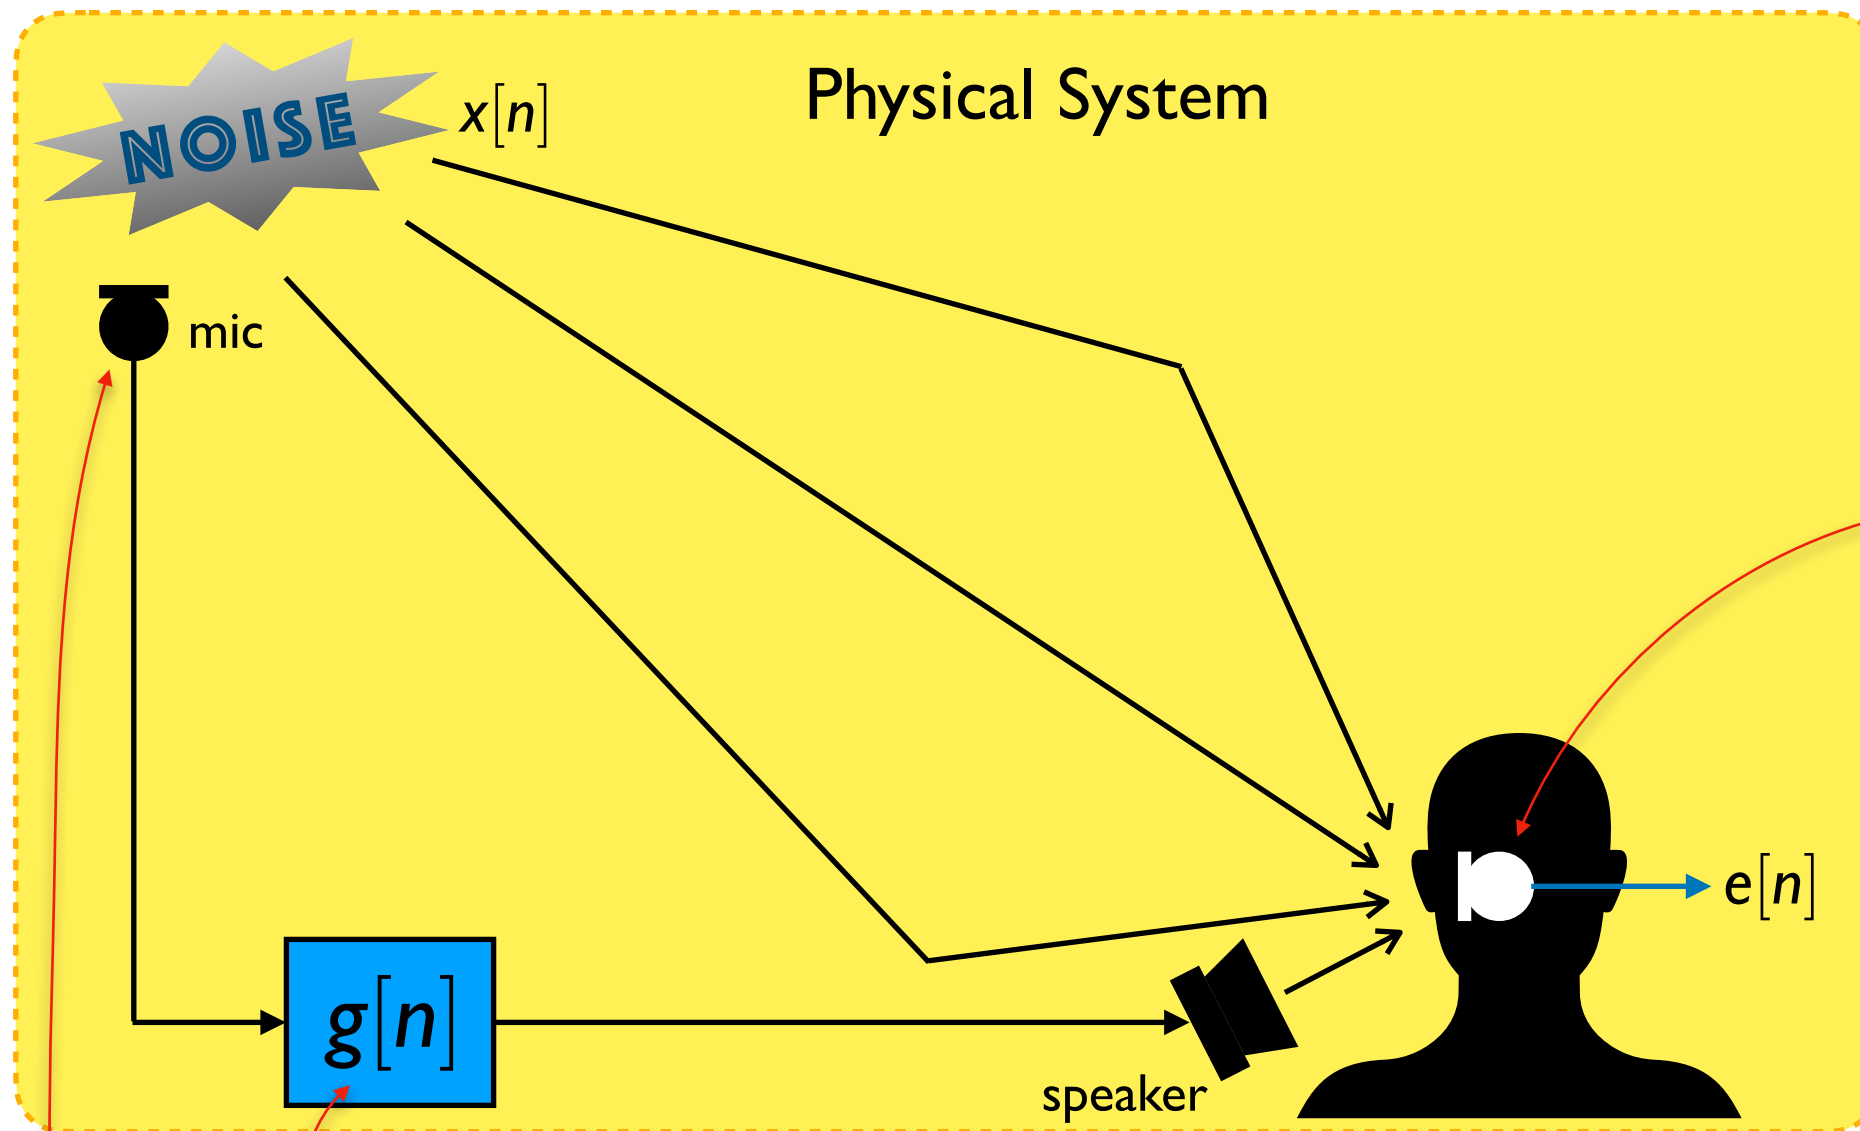 Physical System
NOISE
x[n]
mic
e[n]
g[n]
speaker